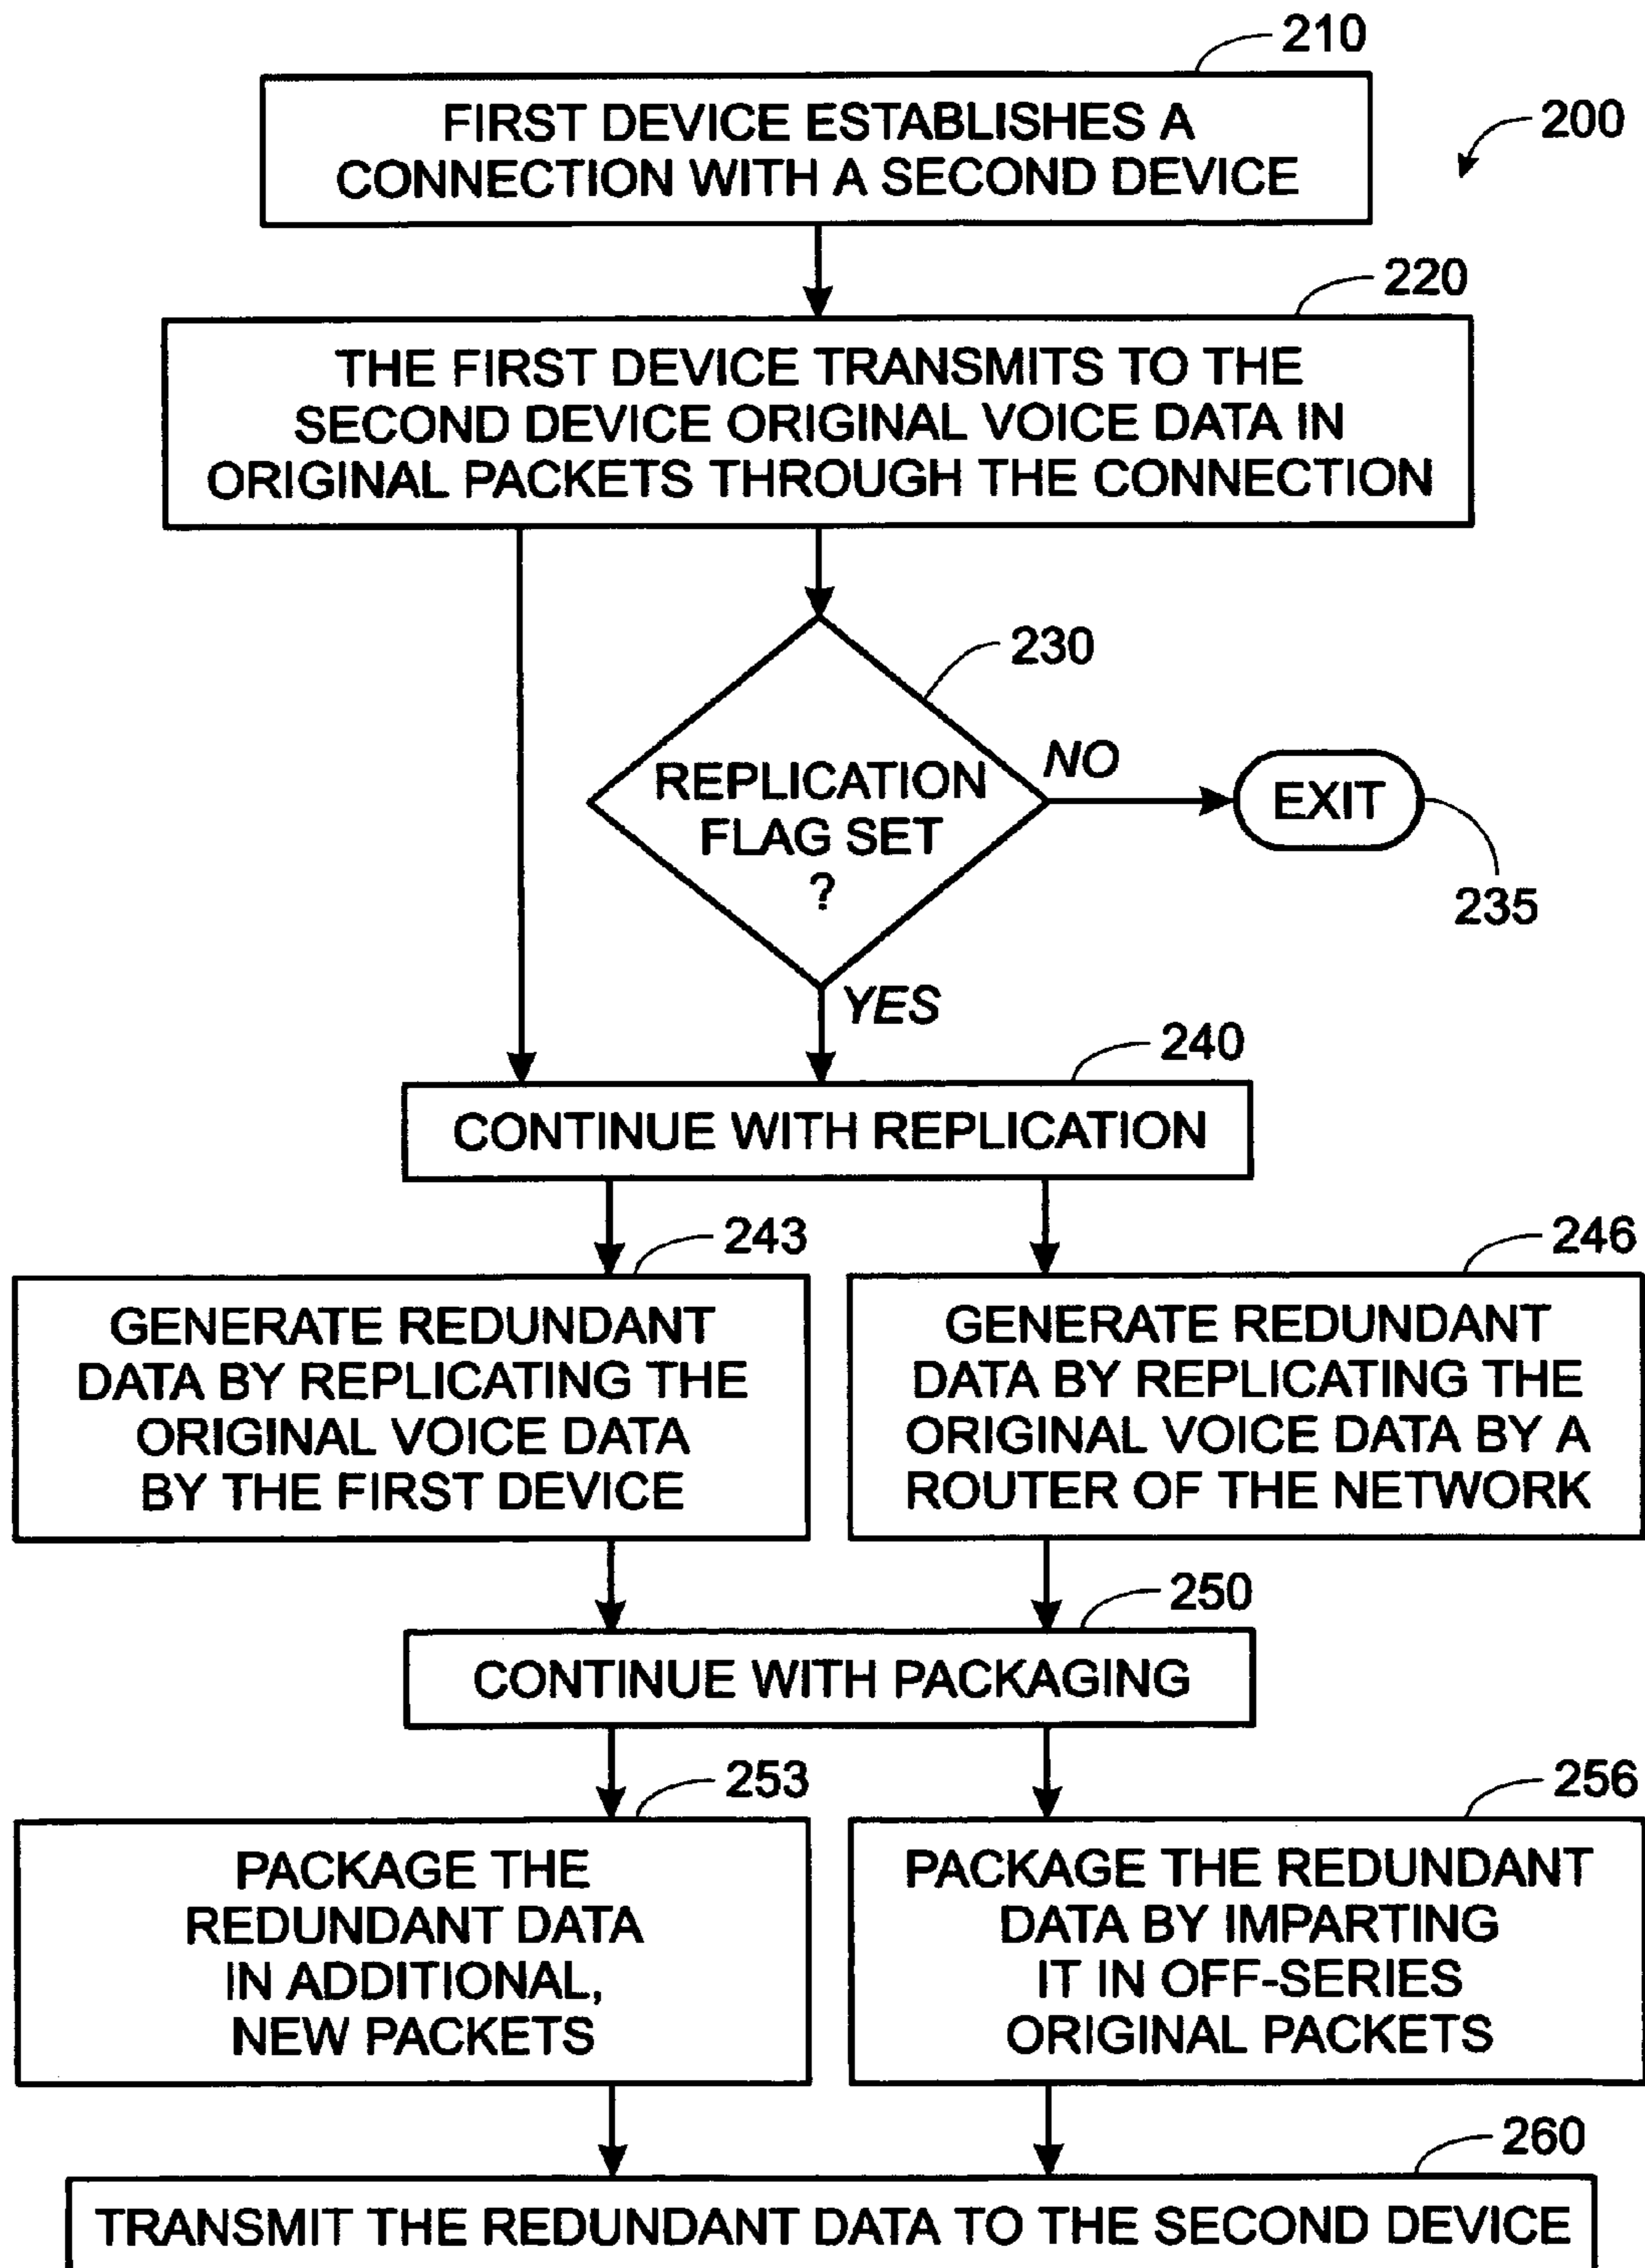 210
FIRST DEVICE ESTABLISHES A
CONNECTION WITH A SECOND DEVICE
200
220
THE FIRST DEVICE TRANSMITS TO THE
SECOND DEVICE ORIGINAL VOICE DATA IN
ORIGINAL PACKETS THROUGH THE CONNECTION
230
REPLICATION
FLAG SET
?
NO
EXIT
235
YES
240
CONTINUE WITH REPLICATION
243
GENERATE REDUNDANT
DATA BY REPLICATING THE
ORIGINAL VOICE DATA
BY THE FIRST DEVICE
246
GENERATE REDUNDANT
DATA BY REPLICATING THE
ORIGINAL VOICE DATA BY A
ROUTER OF THE NETWORK
250
CONTINUE WITH PACKAGING
253
PACKAGE THE
REDUNDANT DATA
IN ADDITIONAL,
NEW PACKETS
256
PACKAGE THE REDUNDANT
DATA BY IMPARTING
IT IN OFF-SERIES
ORIGINAL PACKETS
260
TRANSMIT THE REDUNDANT DATA TO THE SECOND DEVICE